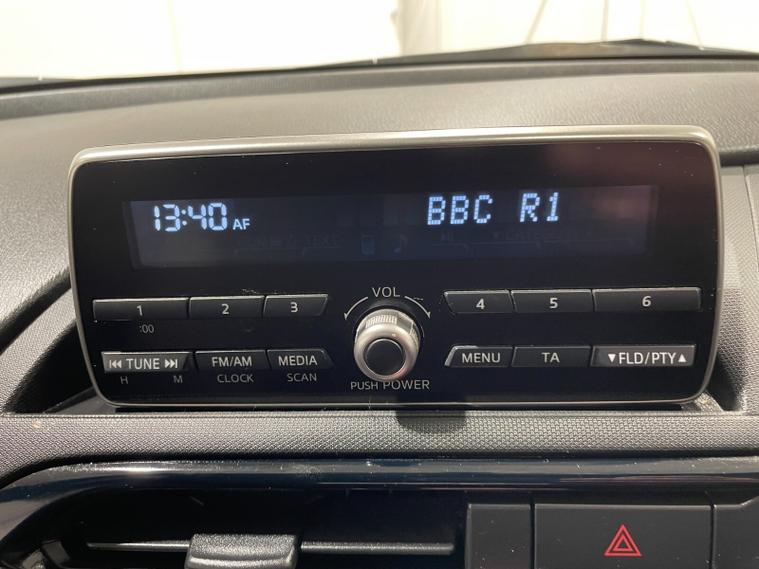 13:40 AF BBC R1
VOL
1 2 3 4 5 6
:00
TUNE FM/AM MEDIA MENU TA ▼FLD/PTY▲
H M CLOCK SCAN PUSH POWER